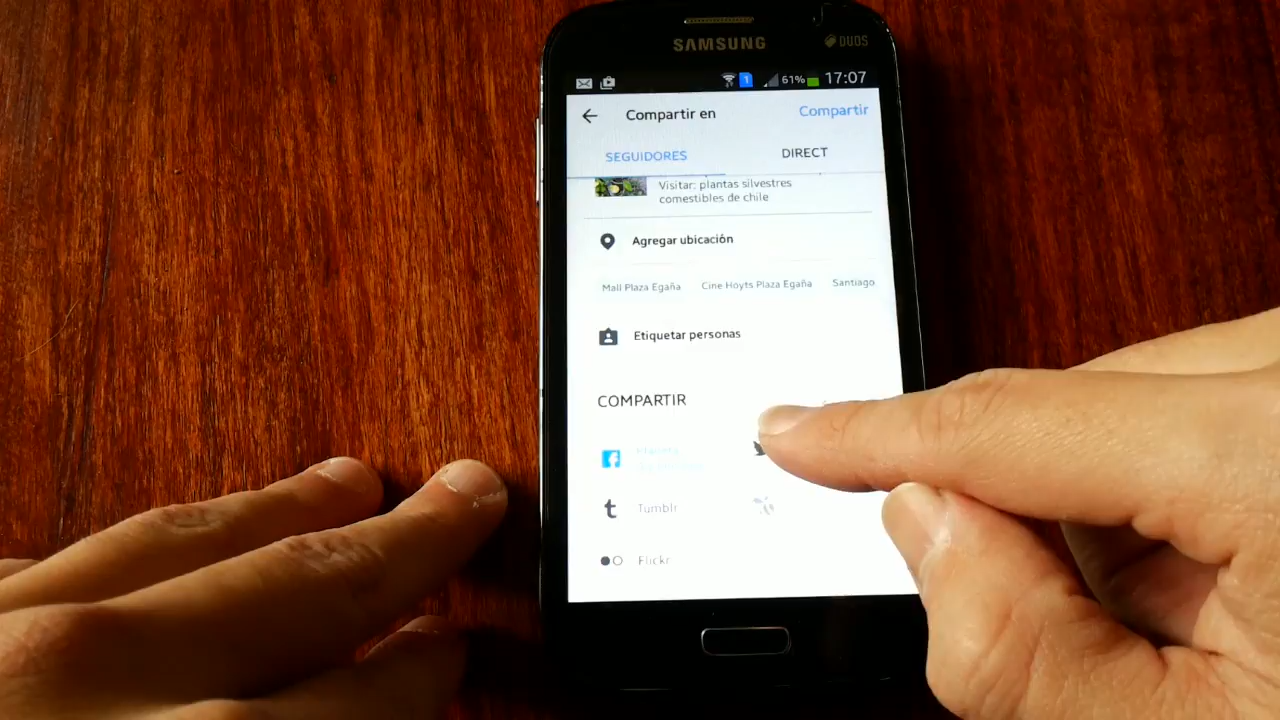 SAMSUNG
DUOS
1
61%
17:07
Compartir en
Compartir
SEGUIDORES
DIRECT
Visitar: plantas silvestres
comestibles de chile
Agregar ubicación
Mall Plaza Egaña
Cine Hoyts Plaza Egaña
Santiago
Etiquetar personas
COMPARTIR
t
Tumblr
Flickr